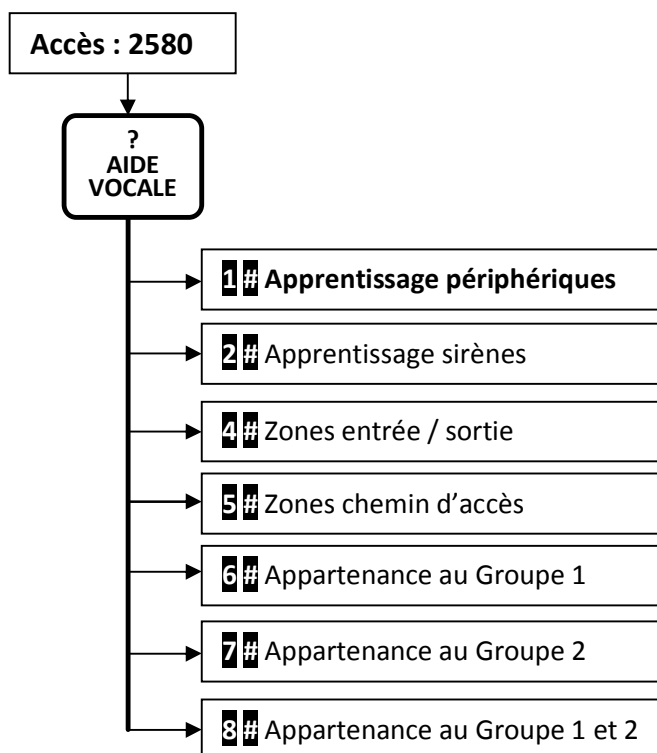 Accès : 2580
?
AIDE
VOCALE
1 # Apprentissage périphériques
2 # Apprentissage sirènes
4 # Zones entrée / sortie
5 # Zones chemin d’accès
6 # Appartenance au Groupe 1
7 # Appartenance au Groupe 2
8 # Appartenance au Groupe 1 et 2